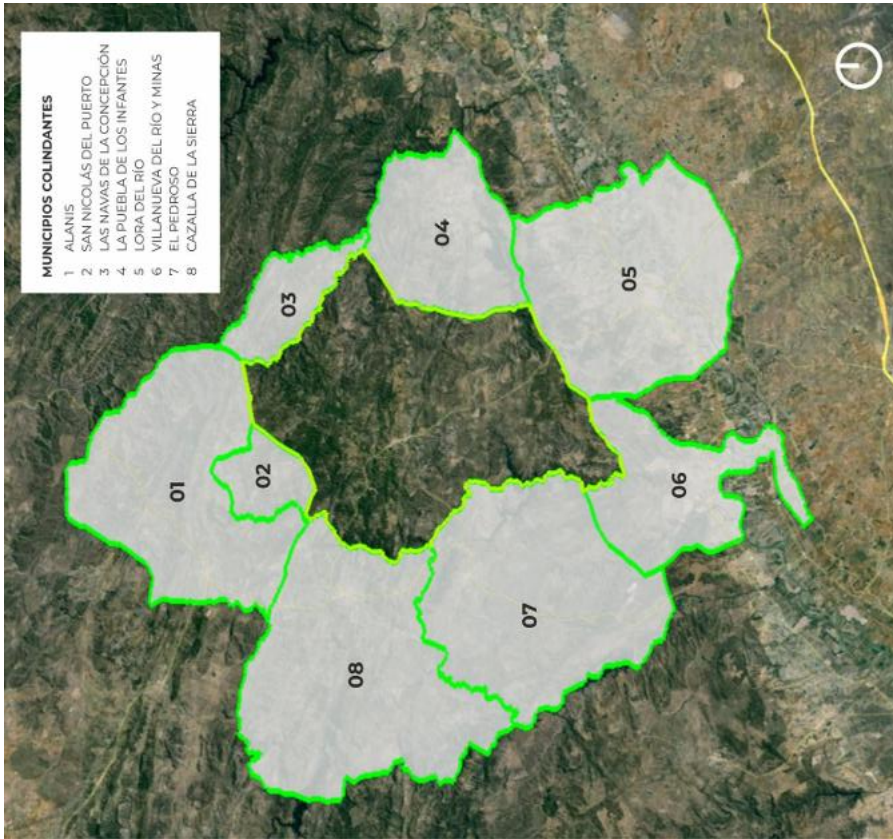 MUNICIPIOS COLINDANTES
1 ALANIS
2 SAN NICOLÁS DEL PUERTO
3 LAS NAVAS DE LA CONCEPCIÓN
4 LA PUEBLA DE LOS INFANTES
5 LORA DEL RÍO
6 VILLANUEVA DEL RÍO Y MINAS
7 EL PEDROSO
8 CAZALLA DE LA SIERRA
01
02
03
04
05
06
07
08